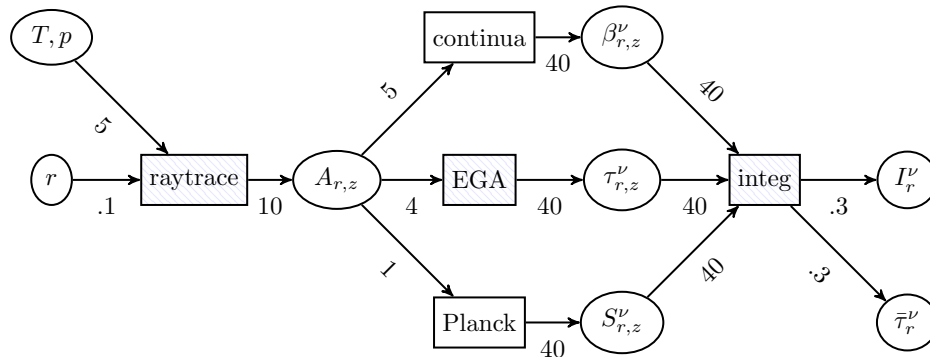 continua
40
β^ν_{r,z}
T, p
5
5
40
r
.1
raytrace
10
A_{r,z}
4
EGA
40
τ^ν_{r,z}
40
integ
.3
I^ν_r
1
40
.3
Planck
40
S^ν_{r,z}
τ̄^ν_r